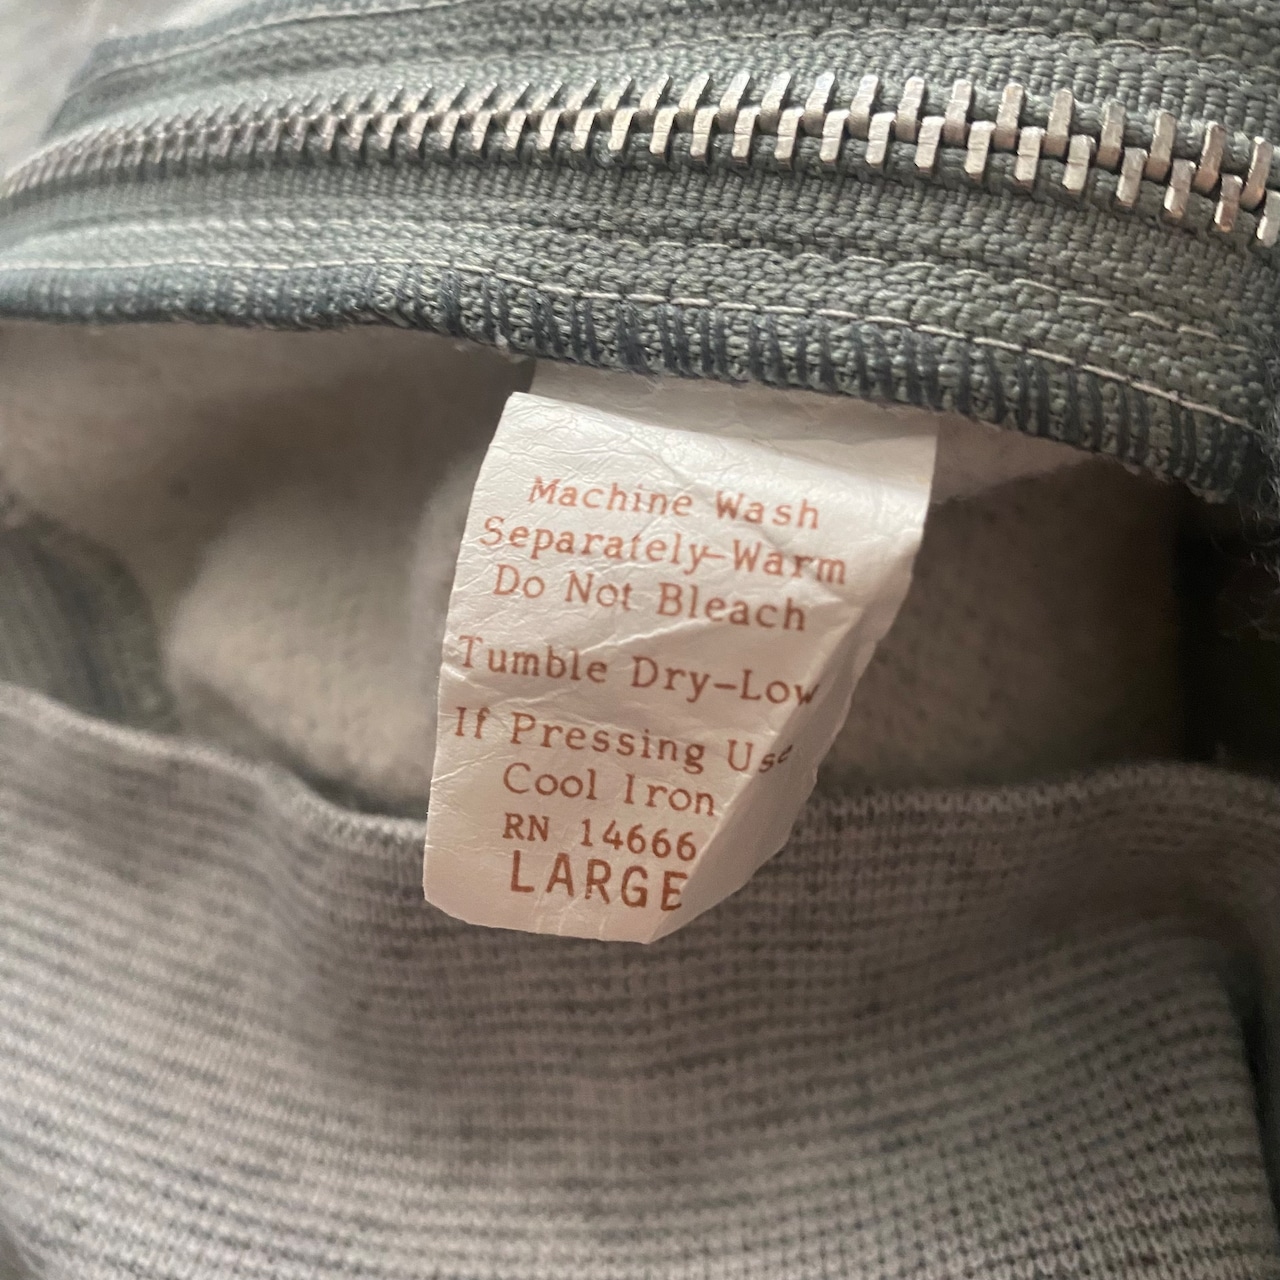 Machine Wash
Separately-Warm
Do Not Bleach
Tumble Dry-Low
If Pressing Use
Cool Iron
RN 14666
LARGE